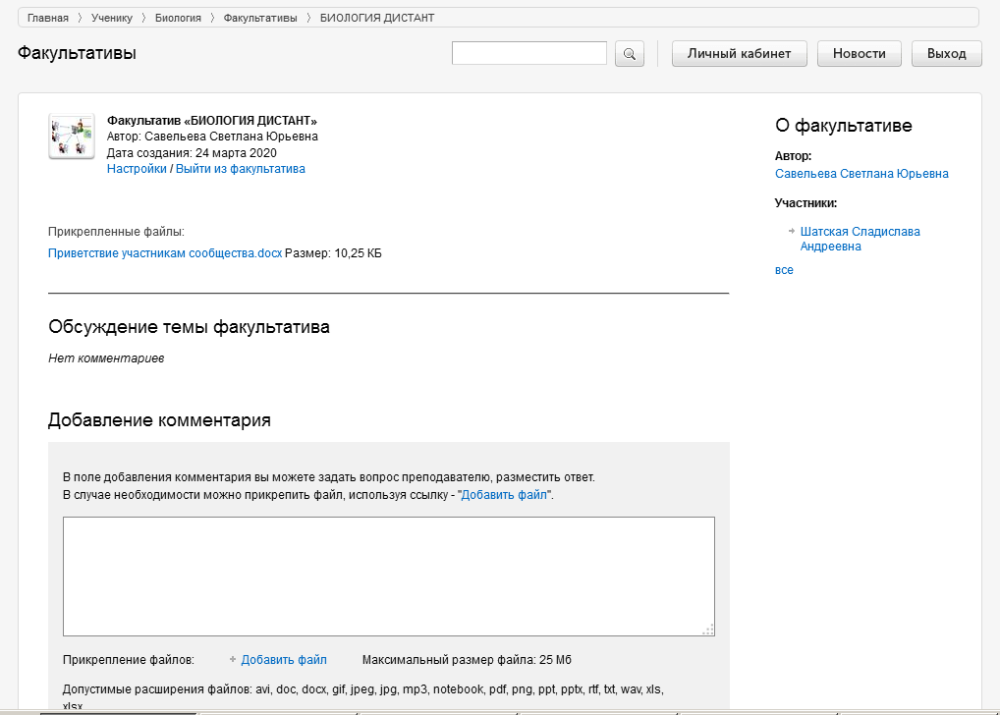 Главная 〉 Ученику 〉 Биология 〉 Факультативы 〉 БИОЛОГИЯ ДИСТАНТ
Факультативы
Личный кабинет
Новости
Выход
Факультатив «БИОЛОГИЯ ДИСТАНТ»
Автор: Савельева Светлана Юрьевна
Дата создания: 24 марта 2020
Настройки / Выйти из факультатива
Прикрепленные файлы:
Приветствие участникам сообщества.docx Размер: 10,25 КБ
Обсуждение темы факультатива
Нет комментариев
Добавление комментария
В поле добавления комментария вы можете задать вопрос преподавателю, разместить ответ.
В случае необходимости можно прикрепить файл, используя ссылку - "Добавить файл".
Прикрепление файлов: + Добавить файл Максимальный размер файла: 25 Мб
Допустимые расширения файлов: avi, doc, docx, gif, jpeg, jpg, mp3, notebook, pdf, png, ppt, pptx, rtf, txt, wav, xls,
xlsx
О факультативе
Автор:
Савельева Светлана Юрьевна
Участники:
Шатская Сладислава
Андреевна
все